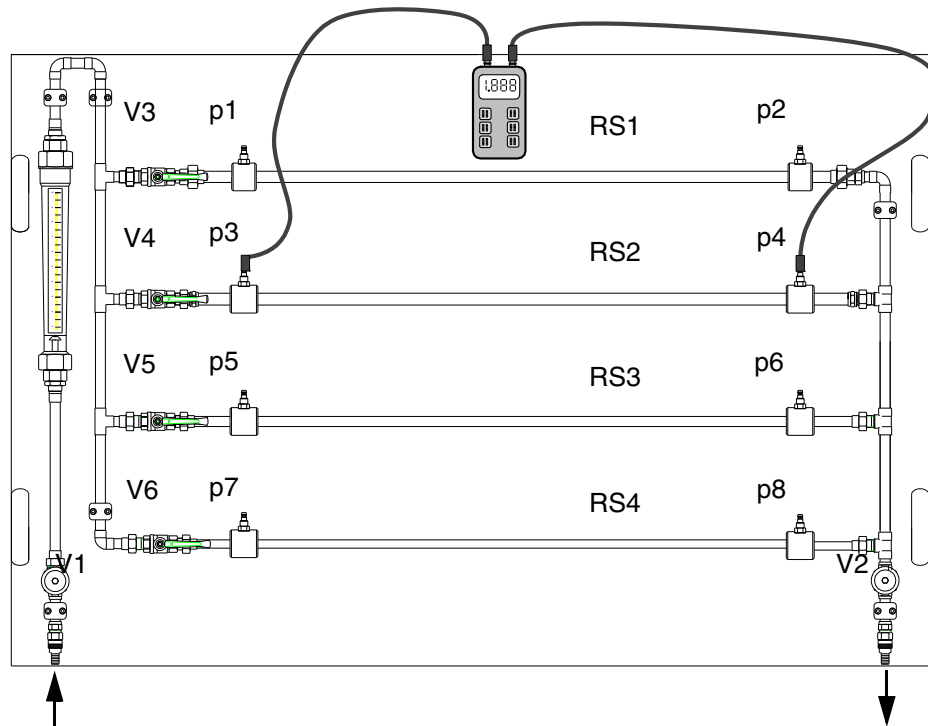 1.888
V3 p1 RS1 p2
V4 p3 RS2 p4
V5 p5 RS3 p6
V6 p7 RS4 p8
V1 V2